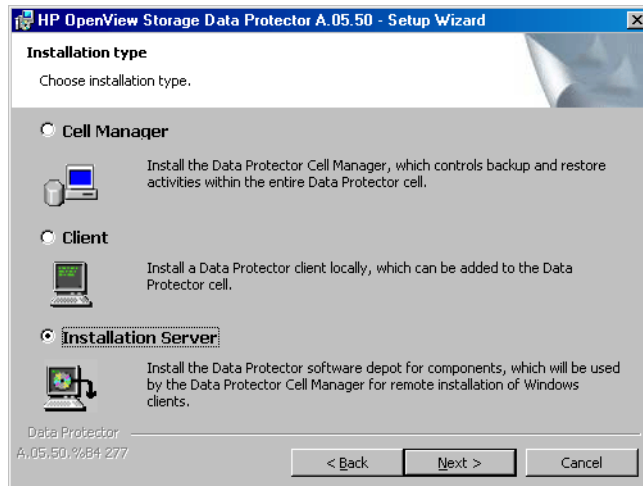 HP OpenView Storage Data Protector A.05.50 - Setup Wizard
Installation type
Choose installation type.
Cell Manager
Install the Data Protector Cell Manager, which controls backup and restore
activities within the entire Data Protector cell.
Client
Install a Data Protector client locally, which can be added to the Data
Protector cell.
Installation Server
Install the Data Protector software depot for components, which will be used
by the Data Protector Cell Manager for remote installation of Windows
clients.
Data Protector
A.05.50.%B4 277
< Back
Next >
Cancel